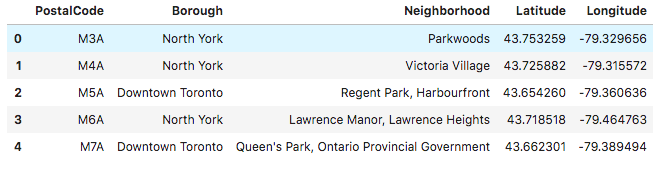 PostalCode Borough Neighborhood Latitude Longitude
0 M3A North York Parkwoods 43.753259 -79.329656
1 M4A North York Victoria Village 43.725882 -79.315572
2 M5A Downtown Toronto Regent Park, Harbourfront 43.654260 -79.360636
3 M6A North York Lawrence Manor, Lawrence Heights 43.718518 -79.464763
4 M7A Downtown Toronto Queen's Park, Ontario Provincial Government 43.662301 -79.389494